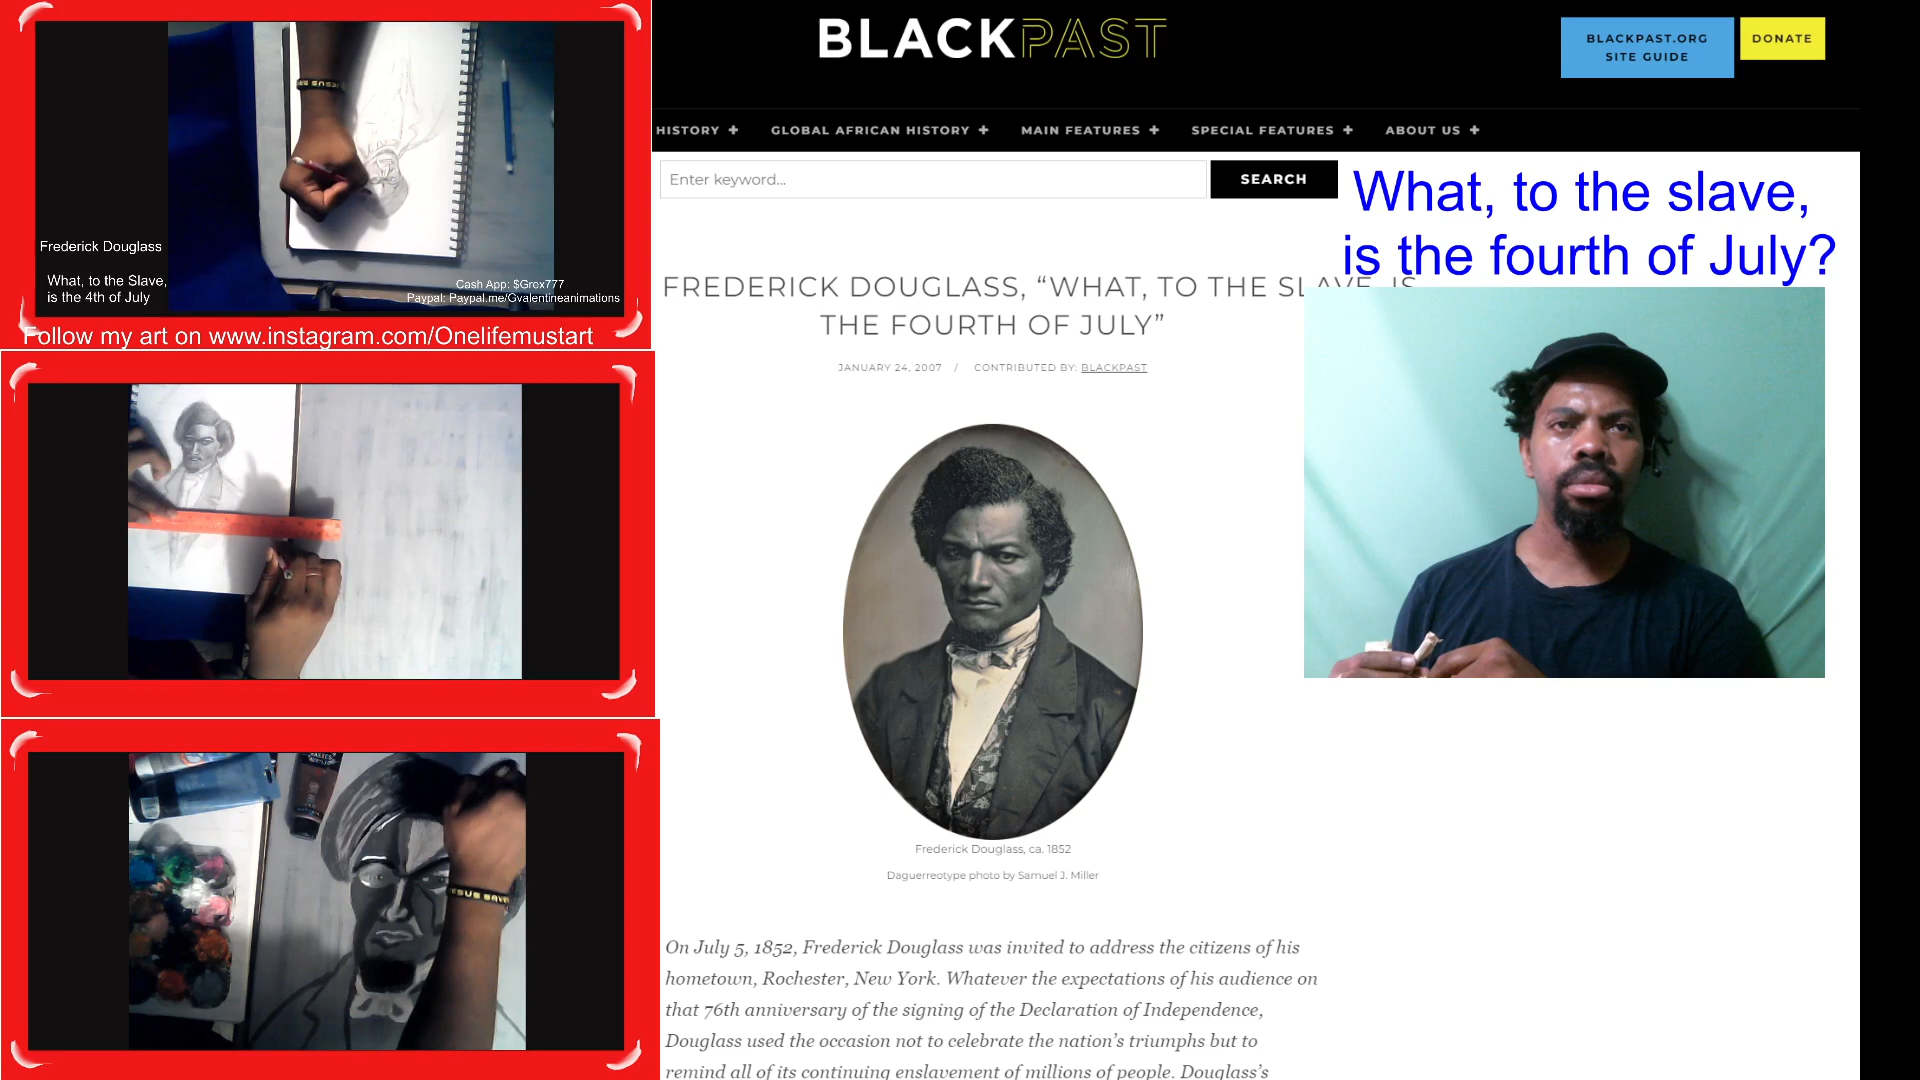 Frederick Douglass
What, to the Slave,
is the 4th of July
Cash App: $Grox777
Paypal: Paypal.me/Gvalentineanimations
Follow my art on www.instagram.com/Onelifemustart
BLACKPAST
BLACKPAST.ORG
SITE GUIDE
DONATE
HISTORY +
GLOBAL AFRICAN HISTORY +
MAIN FEATURES +
SPECIAL FEATURES +
ABOUT US +
Enter keyword...
SEARCH
What, to the slave,
is the fourth of July?
FREDERICK DOUGLASS, “WHAT, TO THE SLAVE, IS
THE FOURTH OF JULY”
JANUARY 24, 2007 / CONTRIBUTED BY: BLACKPAST
Frederick Douglass, ca. 1852
Daguerreotype photo by Samuel J. Miller
On July 5, 1852, Frederick Douglass was invited to address the citizens of his
hometown, Rochester, New York. Whatever the expectations of his audience on
that 76th anniversary of the signing of the Declaration of Independence,
Douglass used the occasion not to celebrate the nation’s triumphs but to
remind all of its continuing enslavement of millions of people. Douglass’s